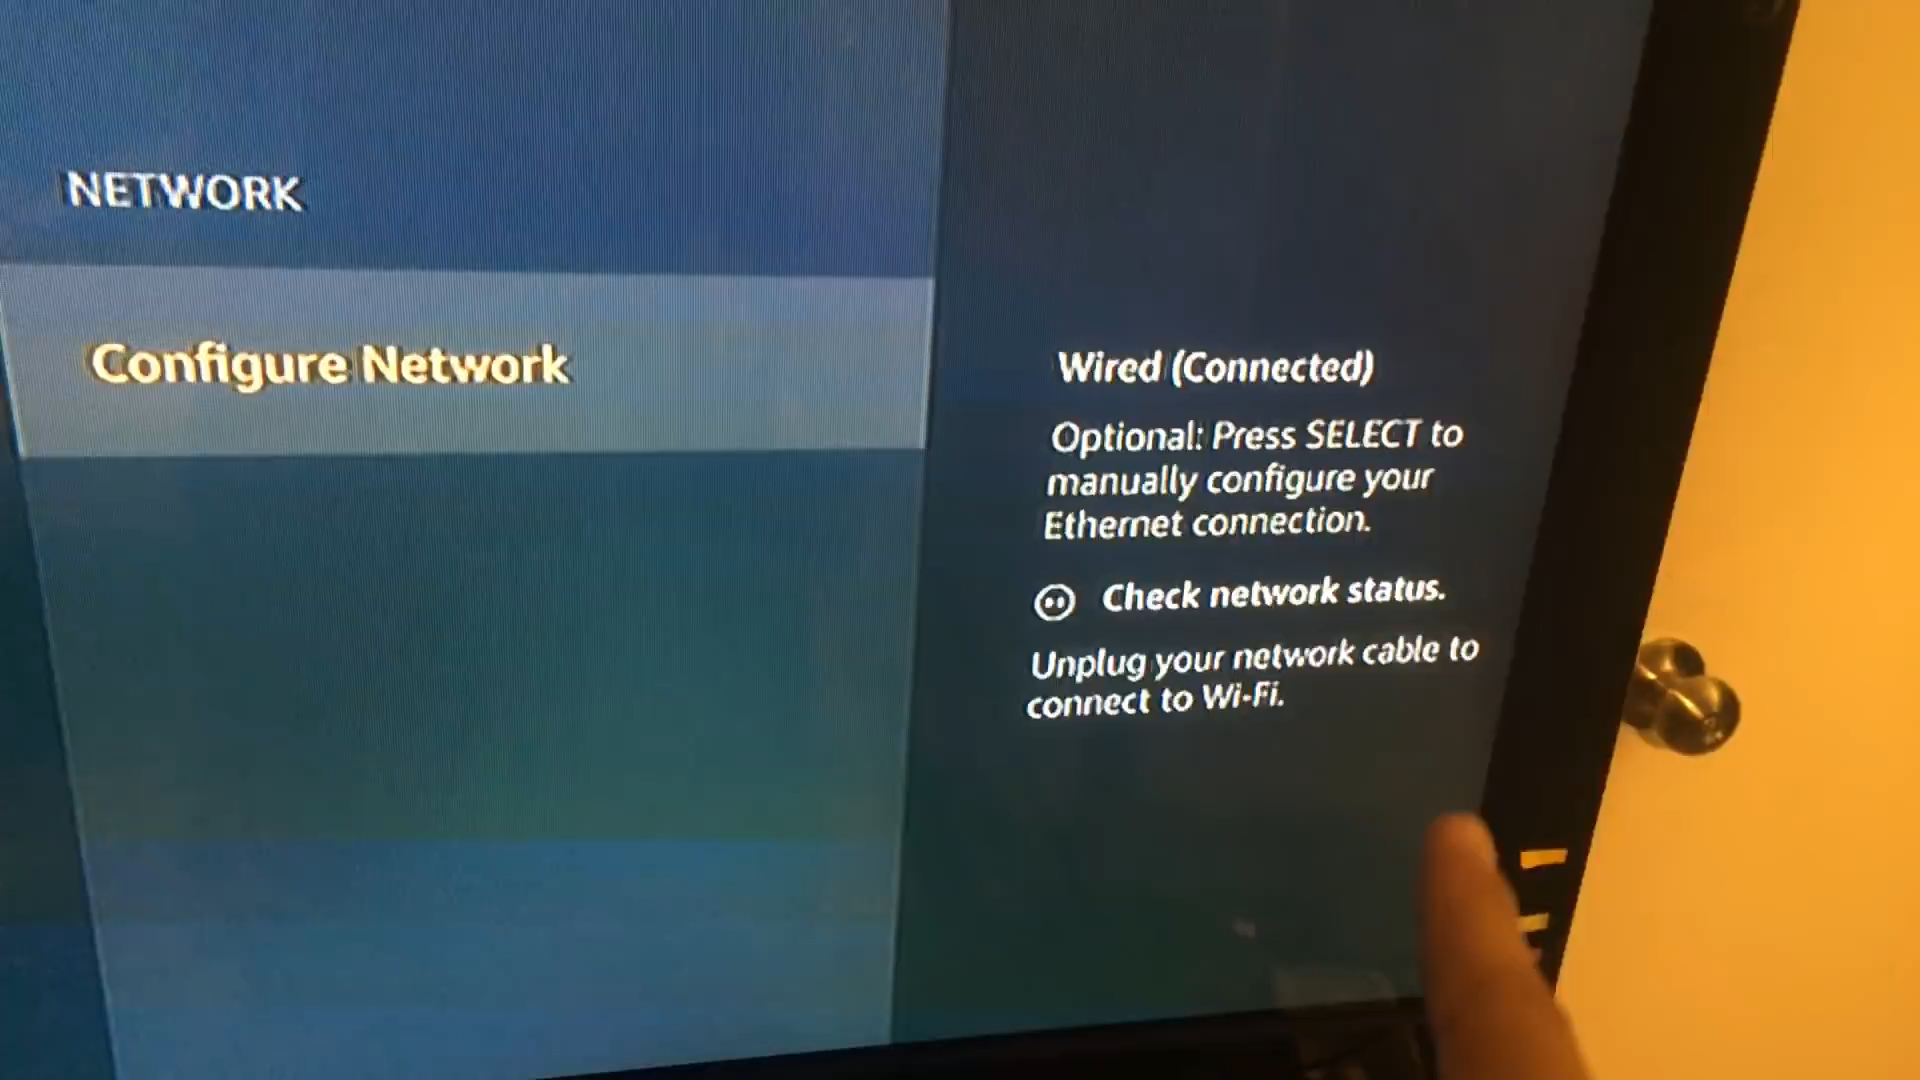 NETWORK
Configure Network
Wired (Connected)
Optional: Press SELECT to
manually configure your
Ethernet connection.
Check network status.
Unplug your network cable to
connect to Wi-Fi.